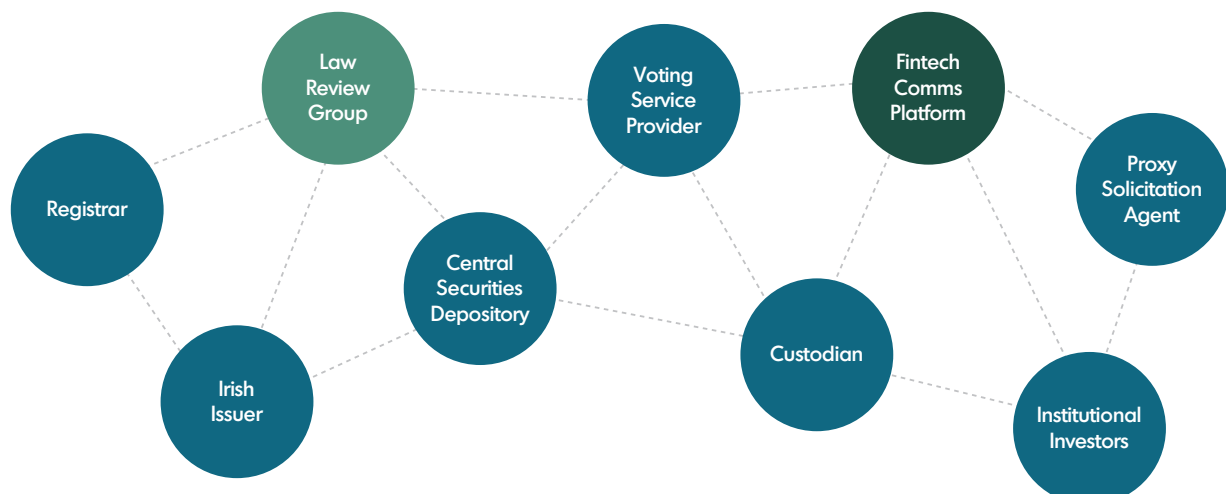 Law
Review
Group
Voting
Service
Provider
Fintech
Comms
Platform
Proxy
Solicitation
Agent
Registrar
Central
Securities
Depository
Custodian
Irish
Issuer
Institutional
Investors